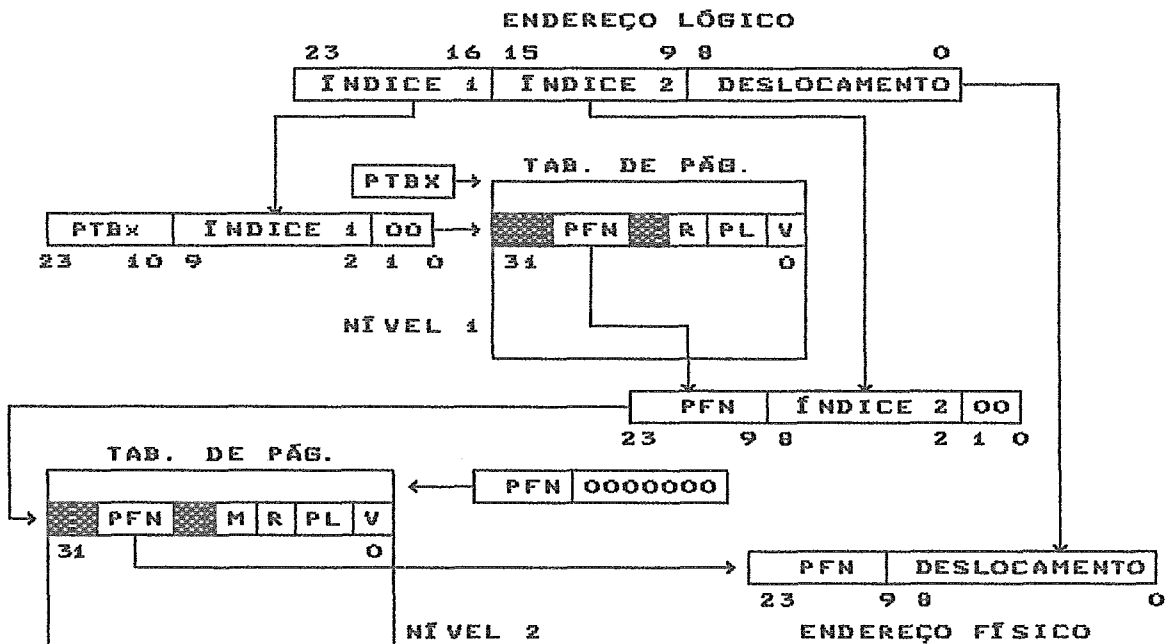 ENDEREÇO LÓGICO
23 16 15 9 8 0
ÍNDICE 1 ÍNDICE 2 DESLOCAMENTO
TAB. DE PÁG.
PTBX
PTBx ÍNDICE 1 00
PFN R PL V
23 10 9 2 1 0
31 0
NÍVEL 1
PFN ÍNDICE 2 00
23 9 8 2 1 0
TAB. DE PÁG.
PFN 0000000
PFN M R PL V
31 0
PFN DESLOCAMENTO
23 9 8 0
NÍVEL 2
ENDEREÇO FÍSICO